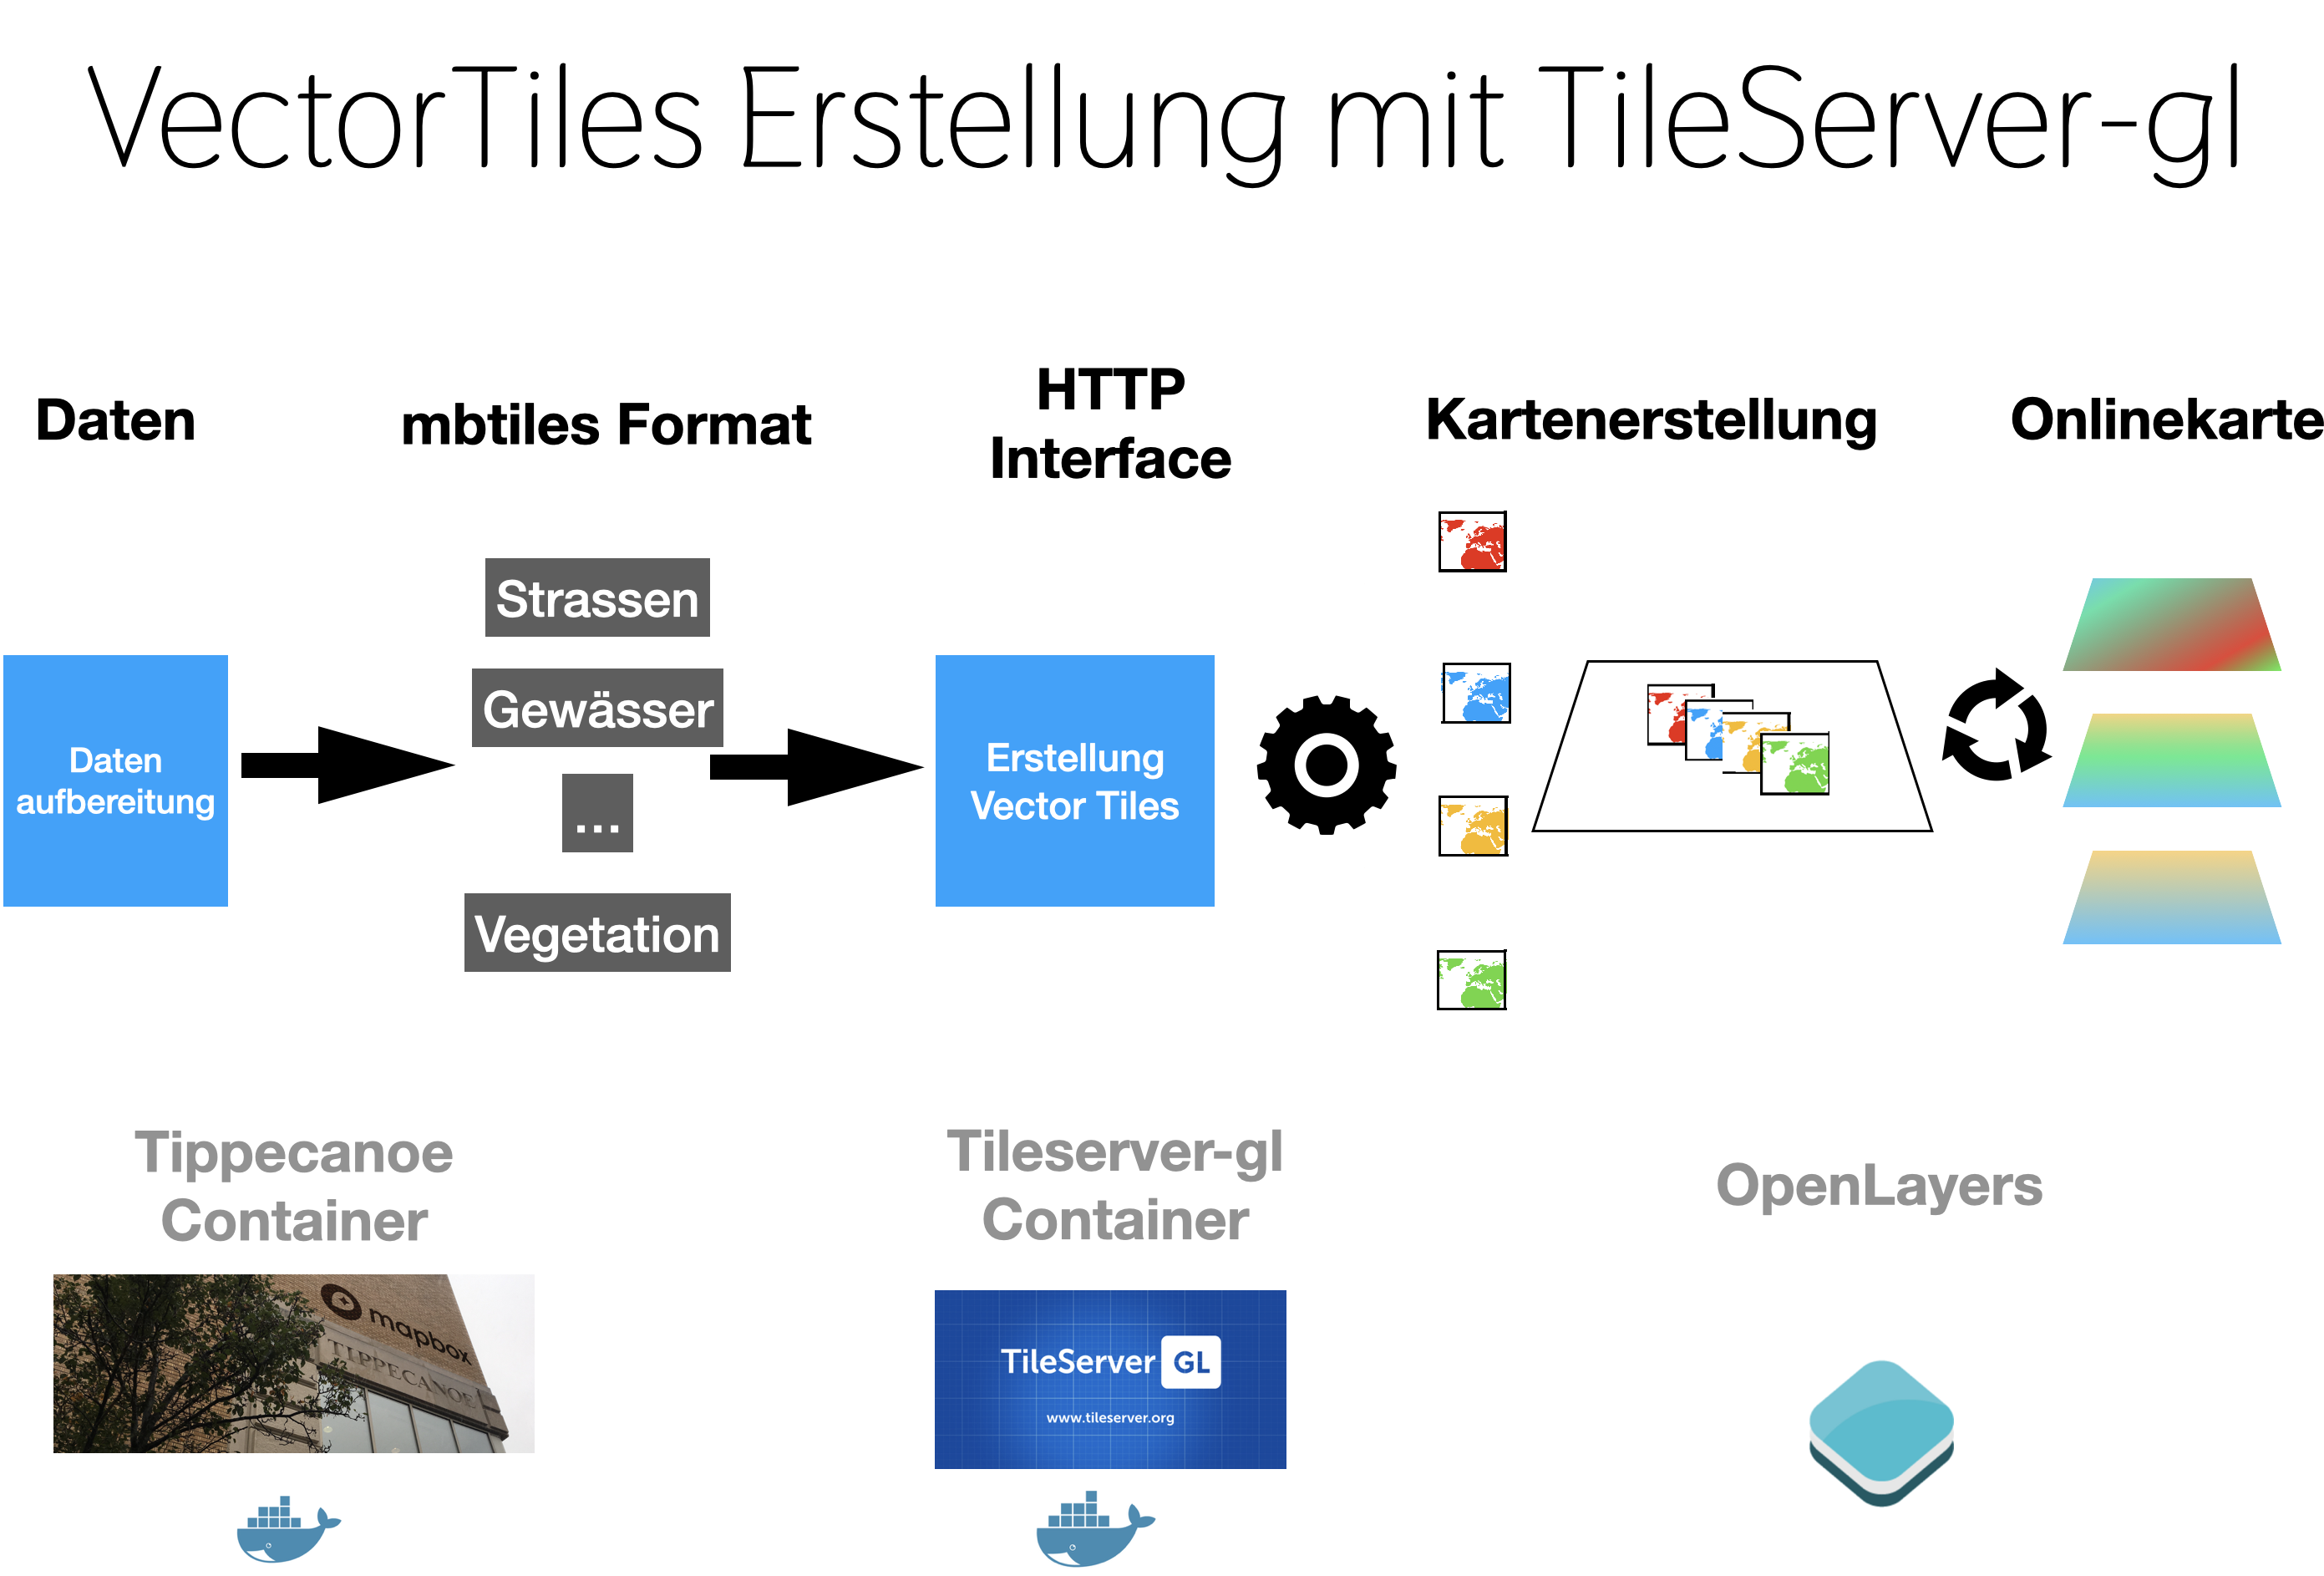 VectorTiles Erstellung mit TileServer-gl
Daten
mbtiles Format
HTTP
Interface
Kartenerstellung
Onlinekarte
Strassen
Gewässer
...
Vegetation
Daten
aufbereitung
Erstellung
Vector Tiles
Tippecanoe
Container
Tileserver-gl
Container
OpenLayers
mapbox
TIPPECANOE
TileServer GL
www.tileserver.org